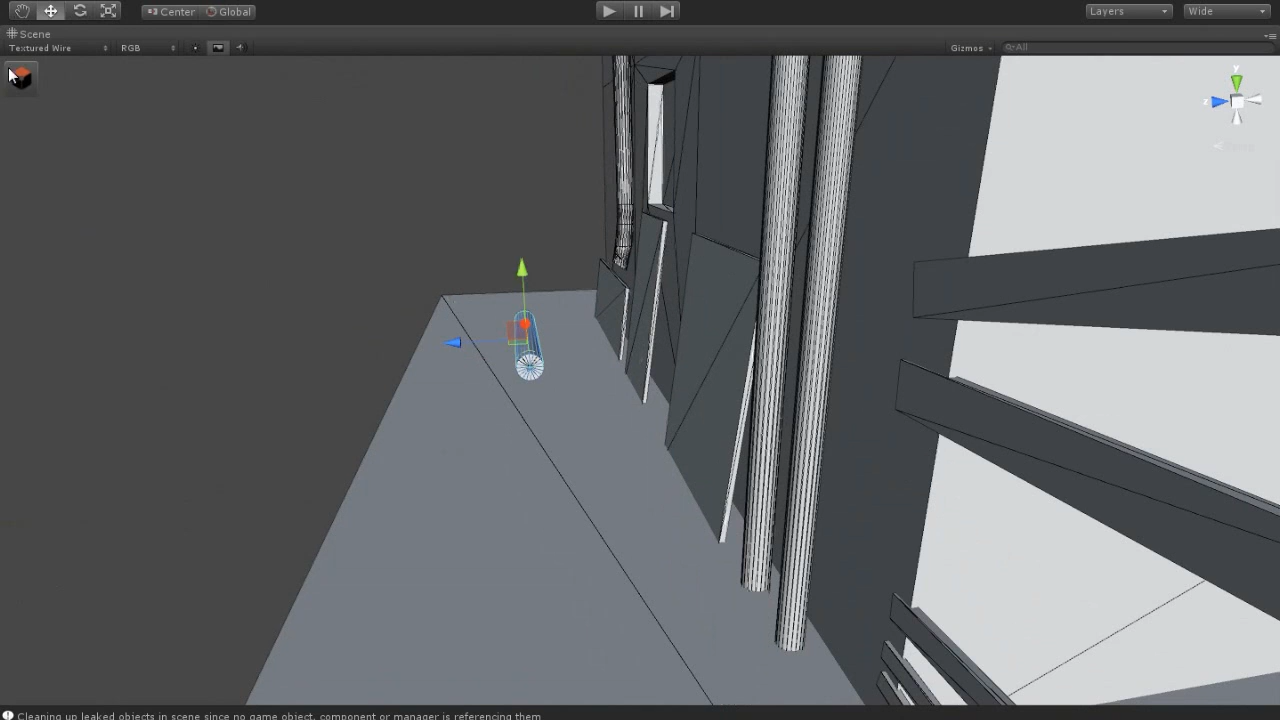 Center Global Layers Wide
Scene
Textured Wire RGB Gizmos All
y
z
Cleaning up leaked objects in scene since no game object, component or manager is referencing them